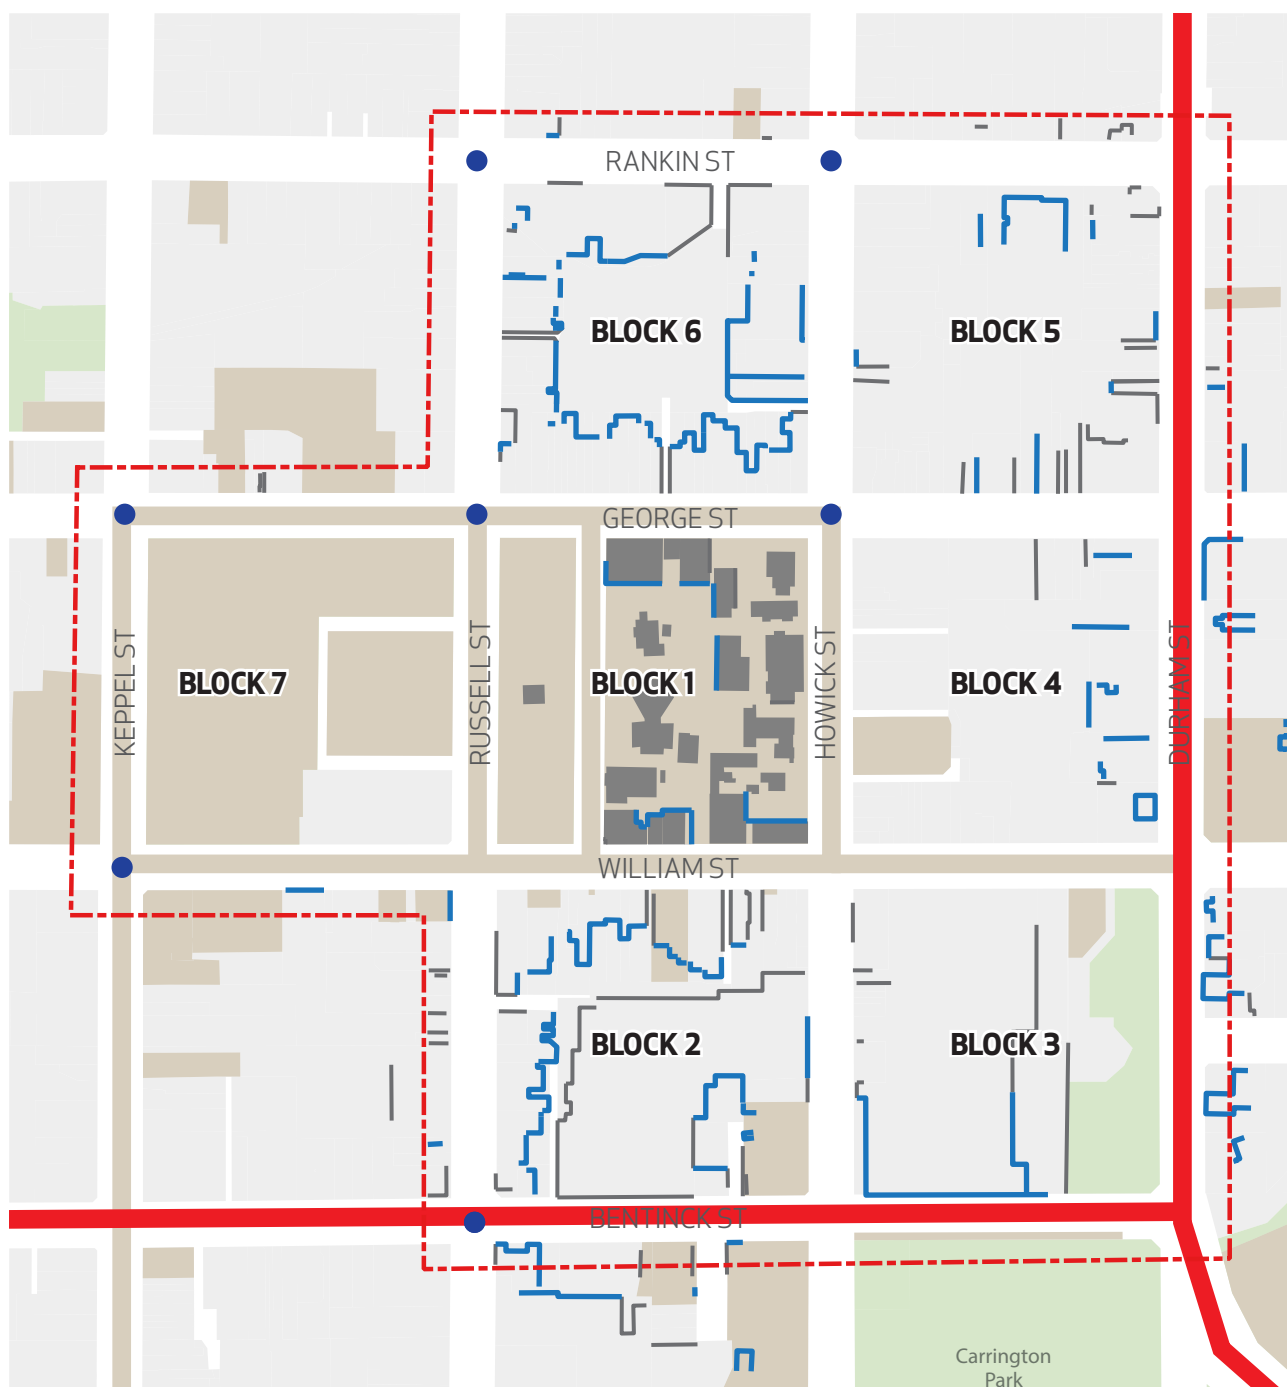 RANKIN ST
BLOCK 6
BLOCK 5
GEORGE ST
KEPPEL ST
BLOCK 7
RUSSELL ST
BLOCK 1
HOWICK ST
BLOCK 4
DURHAM ST
WILLIAM ST
BLOCK 2
BLOCK 3
BENTINCK ST
Carrington
Park